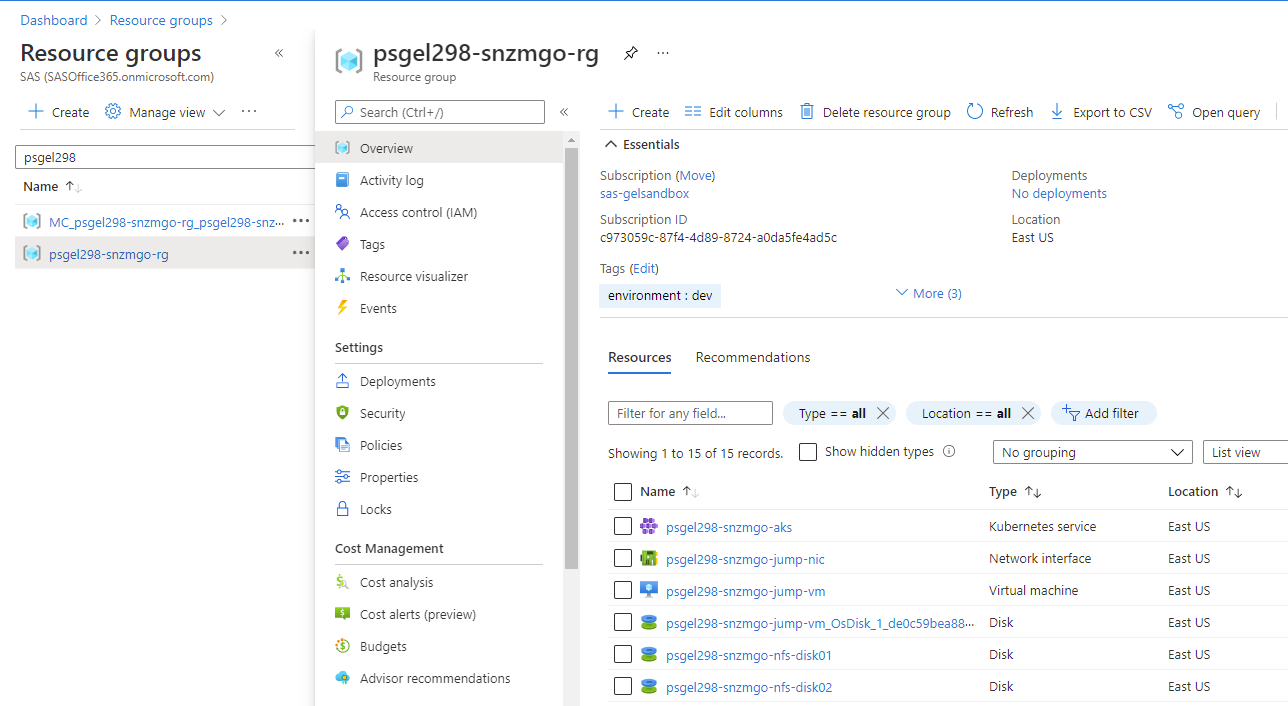 Dashboard > Resource groups >
Resource groups «
SAS (SASOffice365.onmicrosoft.com)
+ Create Manage view ···
psgel298
Name ↑↓
MC_psgel298-snzmgo-rg_psgel298-snz... ···
psgel298-snzmgo-rg ···
psgel298-snzmgo-rg ···
Resource group
Search (Ctrl+/) «
Overview
Activity log
Access control (IAM)
Tags
Resource visualizer
Events
Settings
Deployments
Security
Policies
Properties
Locks
Cost Management
Cost analysis
Cost alerts (preview)
Budgets
Advisor recommendations
+ Create Edit columns Delete resource group Refresh Export to CSV Open query
Essentials
Subscription (Move) Deployments
sas-gelsandbox No deployments
Subscription ID Location
c973059c-87f4-4d89-8724-a0da5fe4ad5c East US
Tags (Edit)
environment : dev More (3)
Resources Recommendations
Filter for any field... Type == all Location == all Add filter
Showing 1 to 15 of 15 records. Show hidden types No grouping List view
Name ↑↓ Type ↑↓ Location ↑↓
psgel298-snzmgo-aks Kubernetes service East US
psgel298-snzmgo-jump-nic Network interface East US
psgel298-snzmgo-jump-vm Virtual machine East US
psgel298-snzmgo-jump-vm_OsDisk_1_de0c59bea88... Disk East US
psgel298-snzmgo-nfs-disk01 Disk East US
psgel298-snzmgo-nfs-disk02 Disk East US